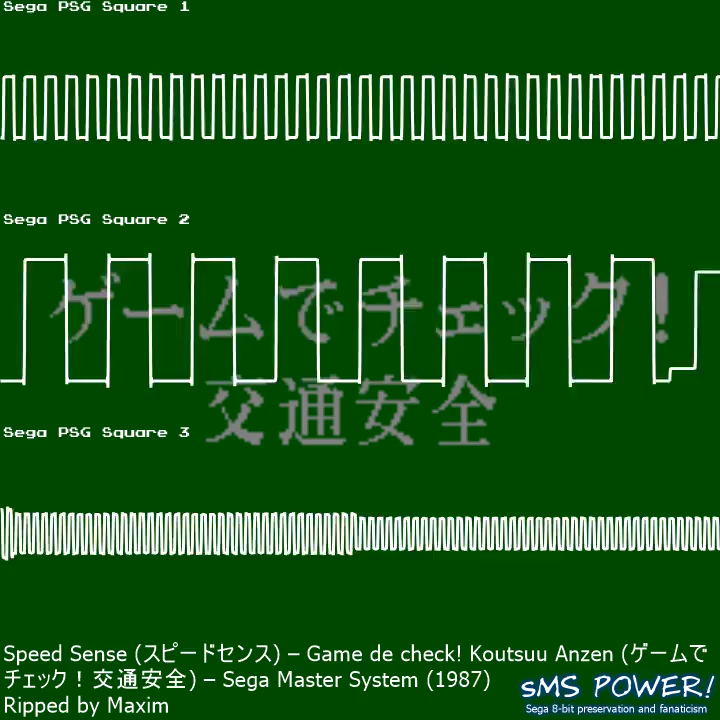 Sega PSG Square 1
Sega PSG Square 2
ゲームでチェック!
交通安全
Sega PSG Square 3
Speed Sense (スピードセンス) – Game de check! Koutsuu Anzen (ゲームで
チェック！交通安全) – Sega Master System (1987)
Ripped by Maxim
SMS POWER!
Sega 8-bit preservation and fanaticism